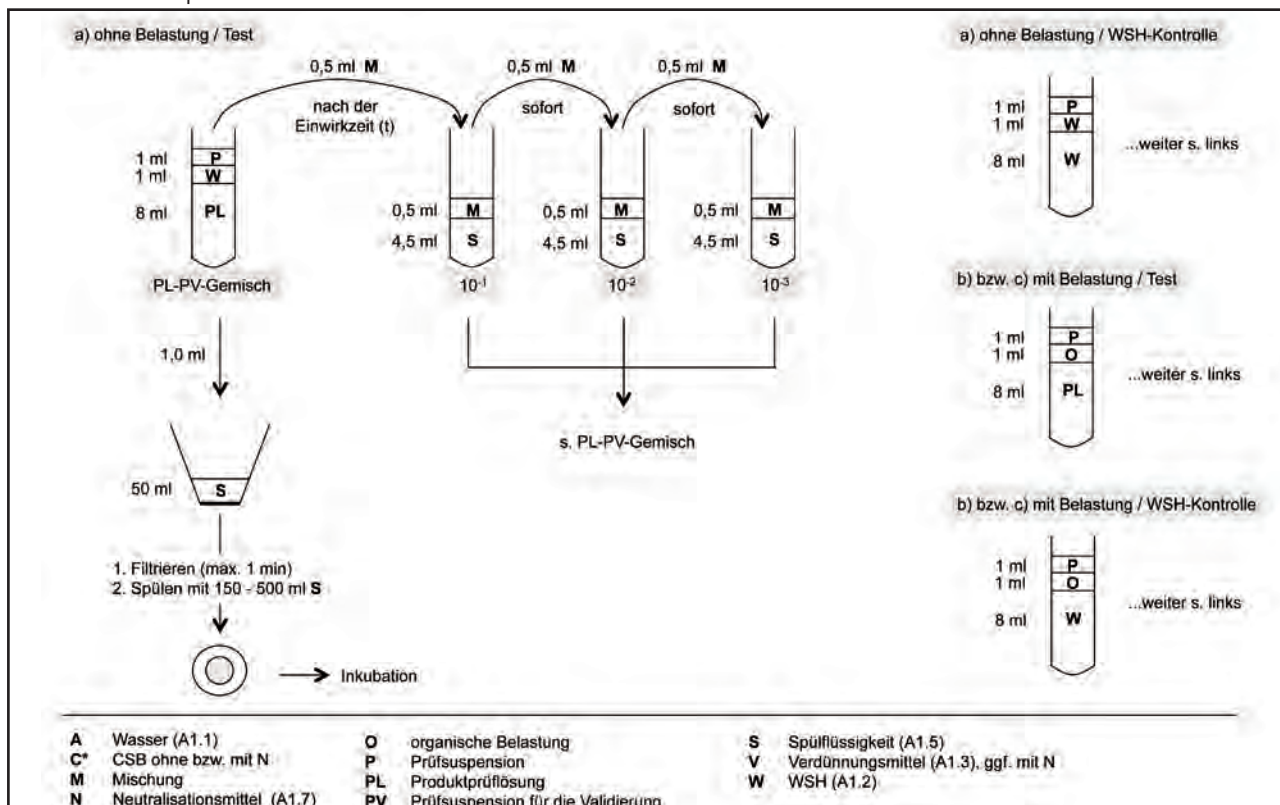 a) ohne Belastung / Test
0,5 ml M
0,5 ml M
0,5 ml M
nach der
Einwirkzeit (t)
sofort
sofort
1 ml P
1 ml W
8 ml PL
PL-PV-Gemisch
0,5 ml M
4,5 ml S
10⁻¹
0,5 ml M
4,5 ml S
10⁻²
0,5 ml M
4,5 ml S
10⁻³
s. PL-PV-Gemisch
1,0 ml
50 ml S
1. Filtrieren (max. 1 min)
2. Spülen mit 150 - 500 ml S
Inkubation
a) ohne Belastung / WSH-Kontrolle
1 ml P
1 ml W
8 ml W
...weiter s. links
b) bzw. c) mit Belastung / Test
1 ml P
1 ml O
8 ml PL
...weiter s. links
b) bzw. c) mit Belastung / WSH-Kontrolle
1 ml P
1 ml O
8 ml W
...weiter s. links
A Wasser (A1.1)
C* CSB ohne bzw. mit N
M Mischung
N Neutralisationsmittel (A1.7)
O organische Belastung
P Prüfsuspension
PL Produktprüflösung
PV Prüfsuspension für die Validierung
S Spülflüssigkeit (A1.5)
V Verdünnungsmittel (A1.3), ggf. mit N
W WSH (A1.2)